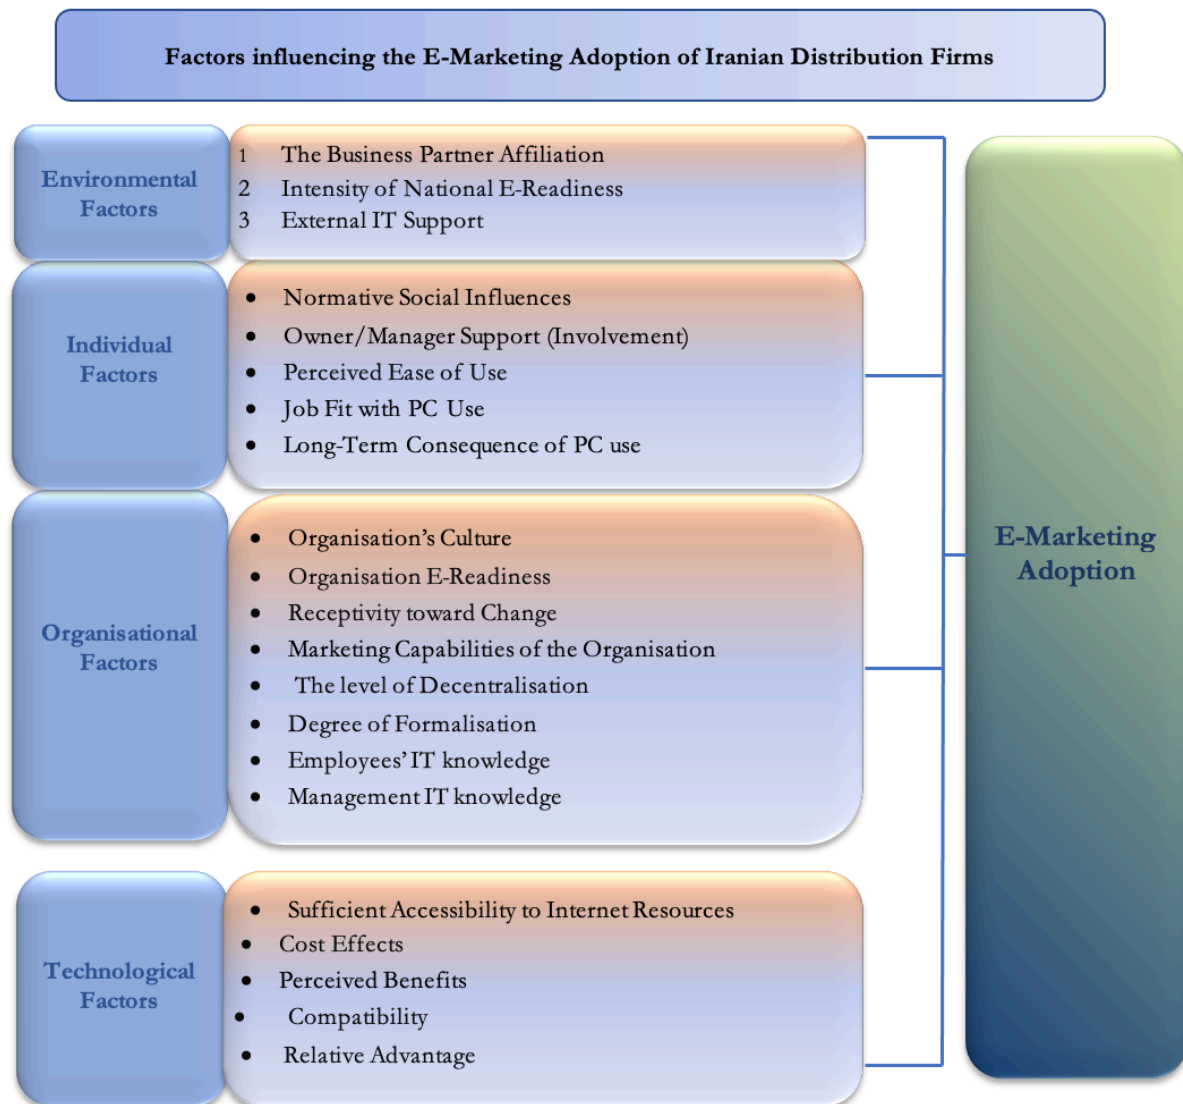 Factors influencing the E-Marketing Adoption of Iranian Distribution Firms
Environmental
Factors
1 The Business Partner Affiliation
2 Intensity of National E-Readiness
3 External IT Support
Individual
Factors
• Normative Social Influences
• Owner/Manager Support (Involvement)
• Perceived Ease of Use
• Job Fit with PC Use
• Long-Term Consequence of PC use
Organisational
Factors
• Organisation’s Culture
• Organisation E-Readiness
• Receptivity toward Change
• Marketing Capabilities of the Organisation
• The level of Decentralisation
• Degree of Formalisation
• Employees’ IT knowledge
• Management IT knowledge
Technological
Factors
• Sufficient Accessibility to Internet Resources
• Cost Effects
• Perceived Benefits
• Compatibility
• Relative Advantage
E-Marketing
Adoption